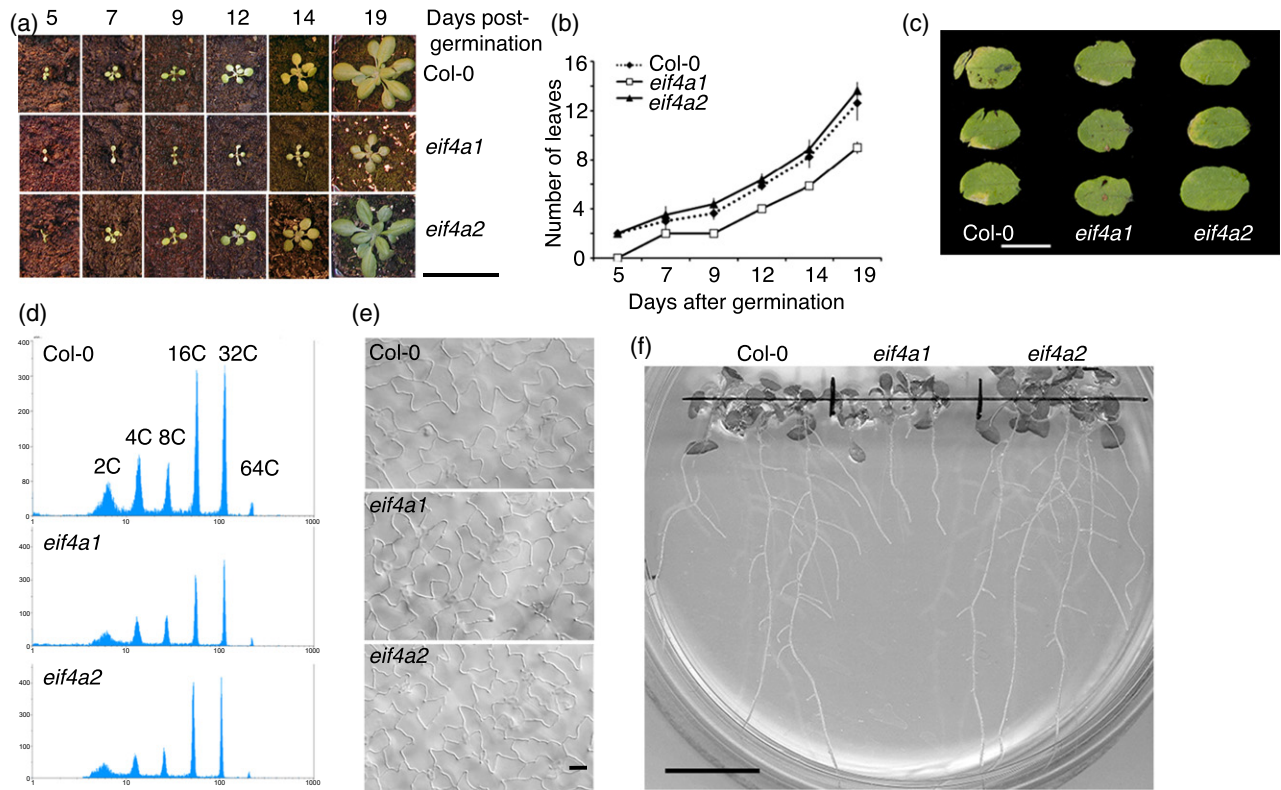 (a)
5 7 9 12 14 19 Days post-
germination
Col-0
eif4a1
eif4a2
(b)
Col-0
eif4a1
eif4a2
16
12
8
4
0
Number of leaves
5 7 9 12 14 19
Days after germination
(c)
Col-0 eif4a1 eif4a2
(d)
Col-0
16C 32C
4C 8C
2C
64C
400
300
200
100
80
0
1 10 100 1000
eif4a1
400
300
100
0
1 10 100 1000
eif4a2
400
300
100
0
1 10 100 1000
(e)
Col-0
eif4a1
eif4a2
(f)
Col-0 eif4a1 eif4a2